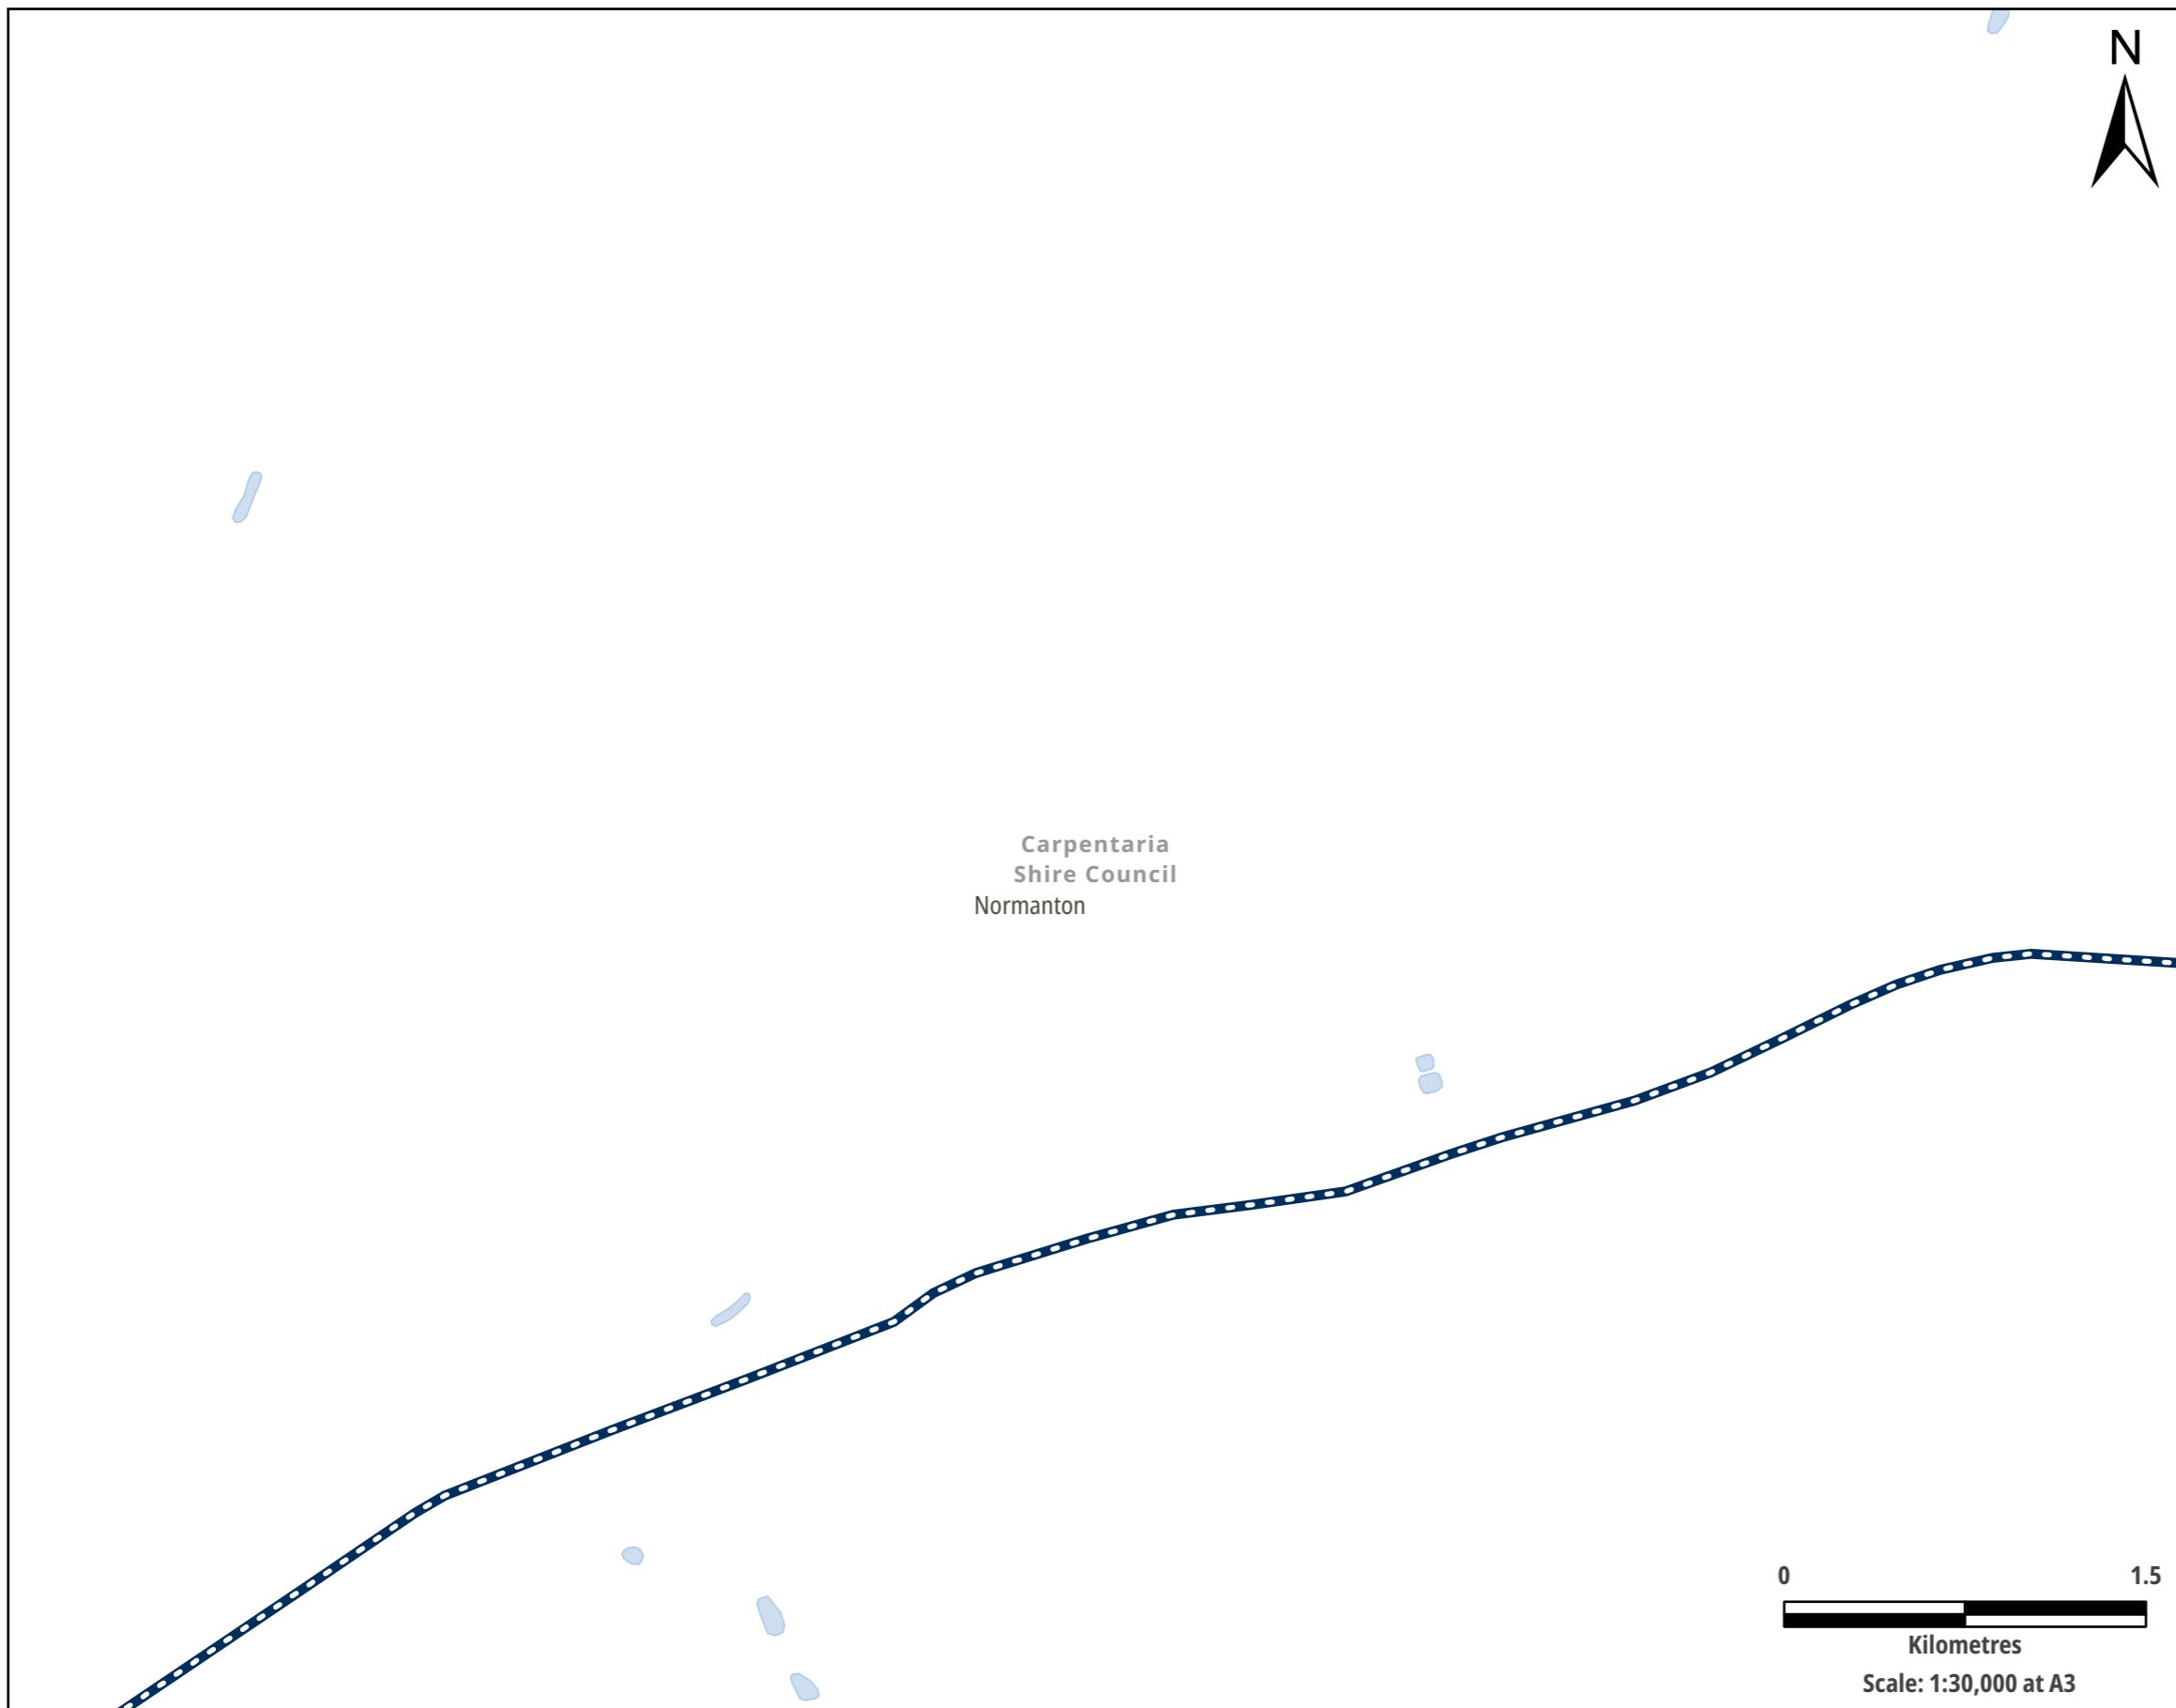 N
Carpentaria
Shire Council
Normanton
0 1.5
Kilometres
Scale: 1:30,000 at A3